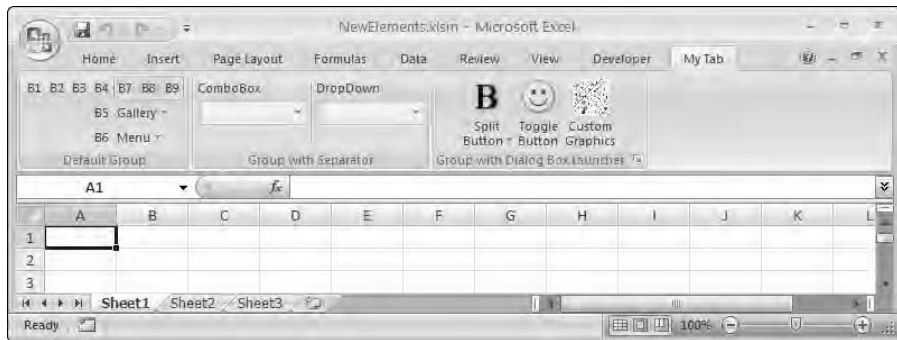 NewElements.xlsm - Microsoft Excel
Home Insert Page Layout Formulas Data Review View Developer My Tab
B1 B2 B3 B4 B7 B8 B9 ComboBox DropDown B
B5 Gallery
B6 Menu
Split Button Toggle Button Custom Graphics
Default Group Group with Separator Group with Dialog Box Launcher
A1 fx
A B C D E F G H I J K L
1
2
3
Sheet1 Sheet2 Sheet3
Ready 100%